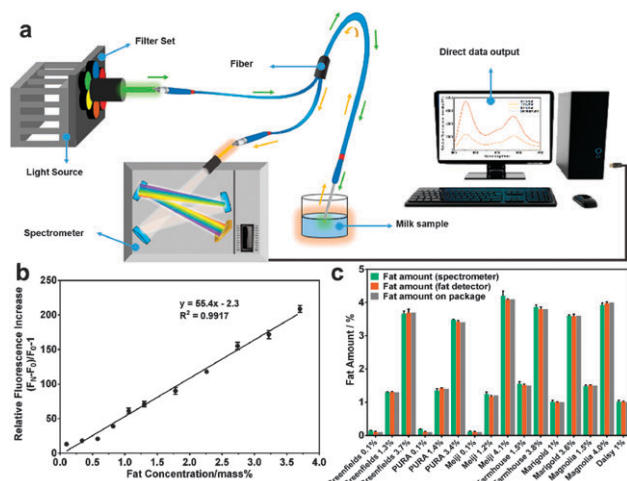 a
Filter Set
Fiber
Direct data output
Light Source
Spectrometer
Milk sample
b
Relative Fluorescence Increase
(Fₙ-F₀)/F₀-1
250
200
150
100
50
0
y = 55.4x - 2.3
R² = 0.9917
0.0 0.5 1.0 1.5 2.0 2.5 3.0 3.5 4.0
Fat Concentration/mass%
c
Fat Amount / %
5
4
3
2
1
0
Fat amount (spectrometer)
Fat amount (fat detector)
Fat amount on package
Greenfields 0.1%
Greenfields 1.3%
Greenfields 3.7%
PURA 0.1%
PURA 1.4%
PURA 3.4%
Meiji 0.1%
Meiji 1.2%
Meiji 4.1%
Farmhouse 1.5%
Farmhouse 3.8%
Marigold 1%
Marigold 3.6%
Magnolia 1.5%
Magnolia 4.0%
Daisy 1%